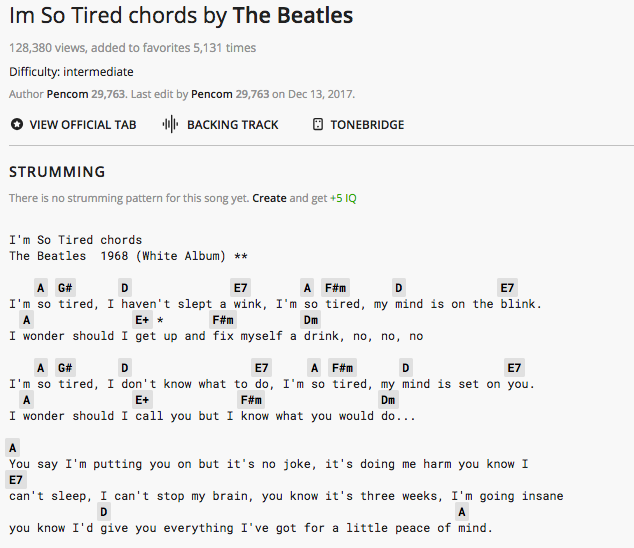 Im So Tired chords by The Beatles
128,380 views, added to favorites 5,131 times
Difficulty: intermediate
Author Pencom 29,763. Last edit by Pencom 29,763 on Dec 13, 2017.
VIEW OFFICIAL TAB BACKING TRACK TONEBRIDGE
STRUMMING
There is no strumming pattern for this song yet. Create and get +5 IQ
I'm So Tired chords
The Beatles  1968 (White Album) **
A G# D E7 A F#m D E7
I'm so tired, I haven't slept a wink, I'm so tired, my mind is on the blink.
A E+ * F#m Dm
I wonder should I get up and fix myself a drink, no, no, no
A G# D E7 A F#m D E7
I'm so tired, I don't know what to do, I'm so tired, my mind is set on you.
A E+ F#m Dm
I wonder should I call you but I know what you would do...
A
You say I'm putting you on but it's no joke, it's doing me harm you know I
E7
can't sleep, I can't stop my brain, you know it's three weeks, I'm going insane
D A
you know I'd give you everything I've got for a little peace of mind.